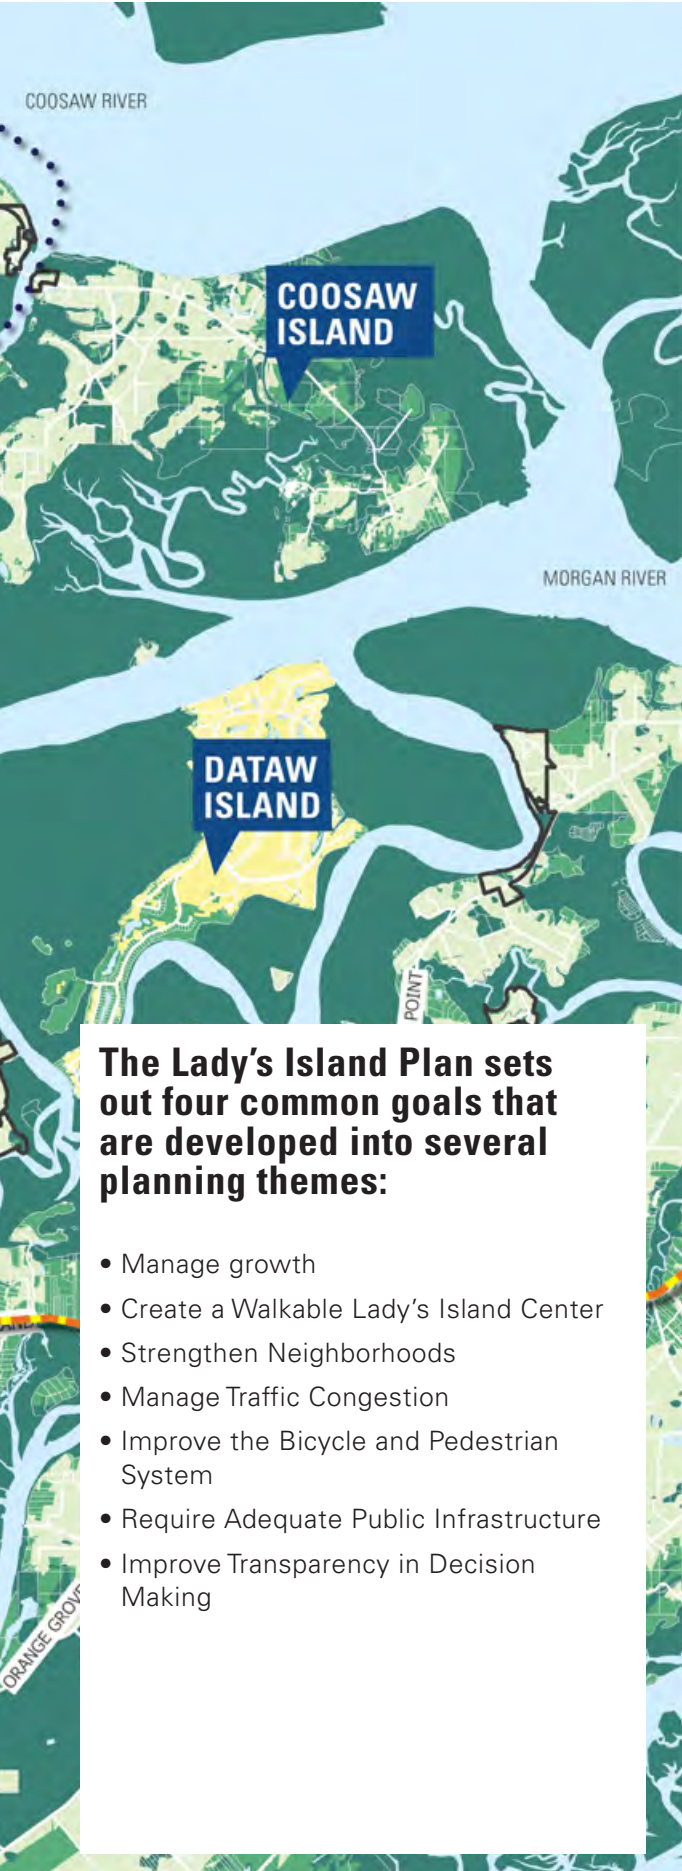 COOSAW RIVER
COOSAW
ISLAND
MORGAN RIVER
DATAW
ISLAND
POINT
The Lady’s Island Plan sets
out four common goals that
are developed into several
planning themes:
• Manage growth
• Create a Walkable Lady’s Island Center
• Strengthen Neighborhoods
• Manage Traffic Congestion
• Improve the Bicycle and Pedestrian
System
• Require Adequate Public Infrastructure
• Improve Transparency in Decision
Making
ORANGE GROVE